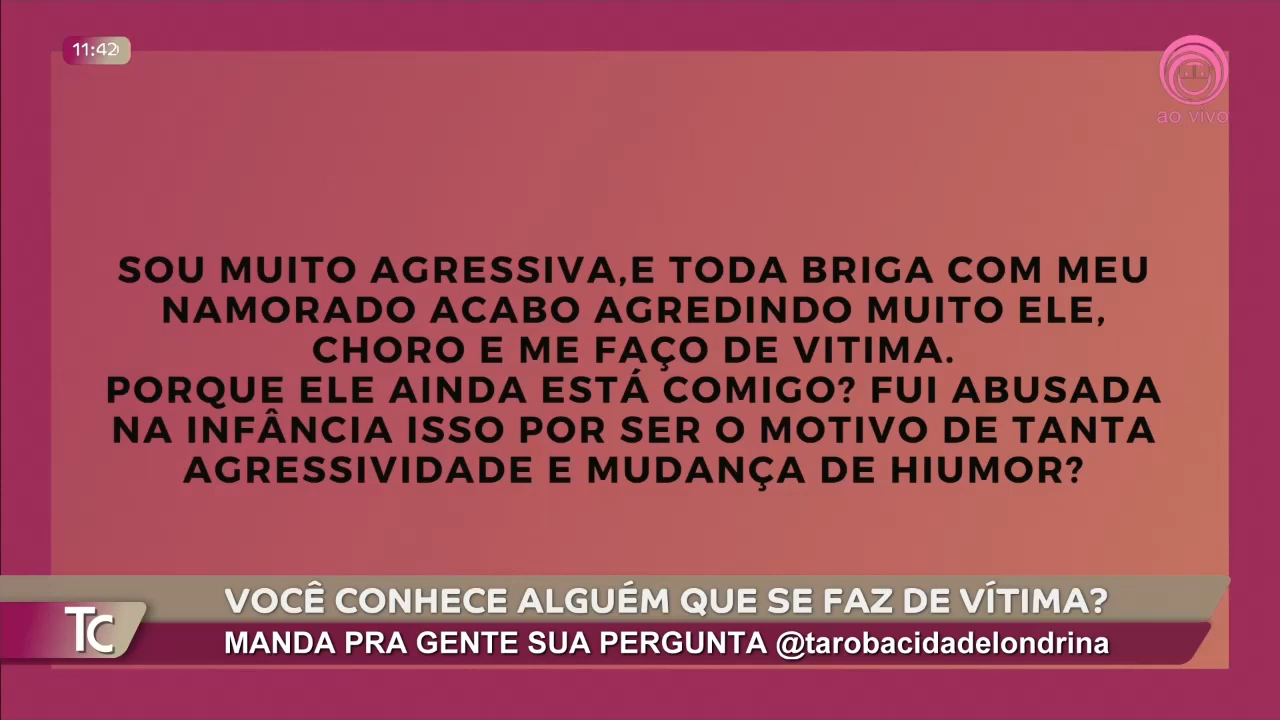 11:42
ao vivo
SOU MUITO AGRESSIVA,E TODA BRIGA COM MEU
NAMORADO ACABO AGREDINDO MUITO ELE,
CHORO E ME FAÇO DE VITIMA.
PORQUE ELE AINDA ESTÁ COMIGO? FUI ABUSADA
NA INFÂNCIA ISSO POR SER O MOTIVO DE TANTA
AGRESSIVIDADE E MUDANÇA DE HIUMOR?
VOCÊ CONHECE ALGUÉM QUE SE FAZ DE VÍTIMA?
Tc
MANDA PRA GENTE SUA PERGUNTA @tarobacidadelondrina